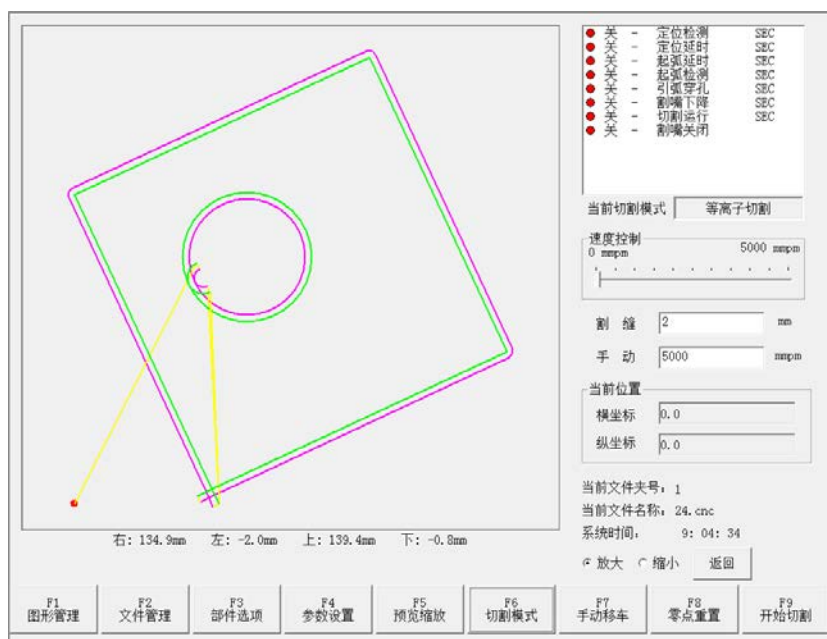 关 - 定位检测 SEC
关 - 定位延时 SEC
关 - 起弧延时 SEC
关 - 起弧检测 SEC
关 - 引弧穿孔 SEC
关 - 割嘴下降 SEC
关 - 切割运行 SEC
关 - 割嘴关闭
当前切割模式 等离子切割
速度控制
0 mmpm 5000 mmpm
割 缝 2 mm
手 动 5000 mmpm
当前位置
横坐标 0.0
纵坐标 0.0
当前文件夹号: 1
当前文件名称: 24.cnc
系统时间: 9: 04: 34
放大 缩小 返回
右: 134.9mm 左: -2.0mm 上: 139.4mm 下: -0.8mm
F1 F2 F3 F4 F5 F6 F7 F8 F9
图形管理 文件管理 部件选项 参数设置 预览缩放 切割模式 手动移车 零点重置 开始切割